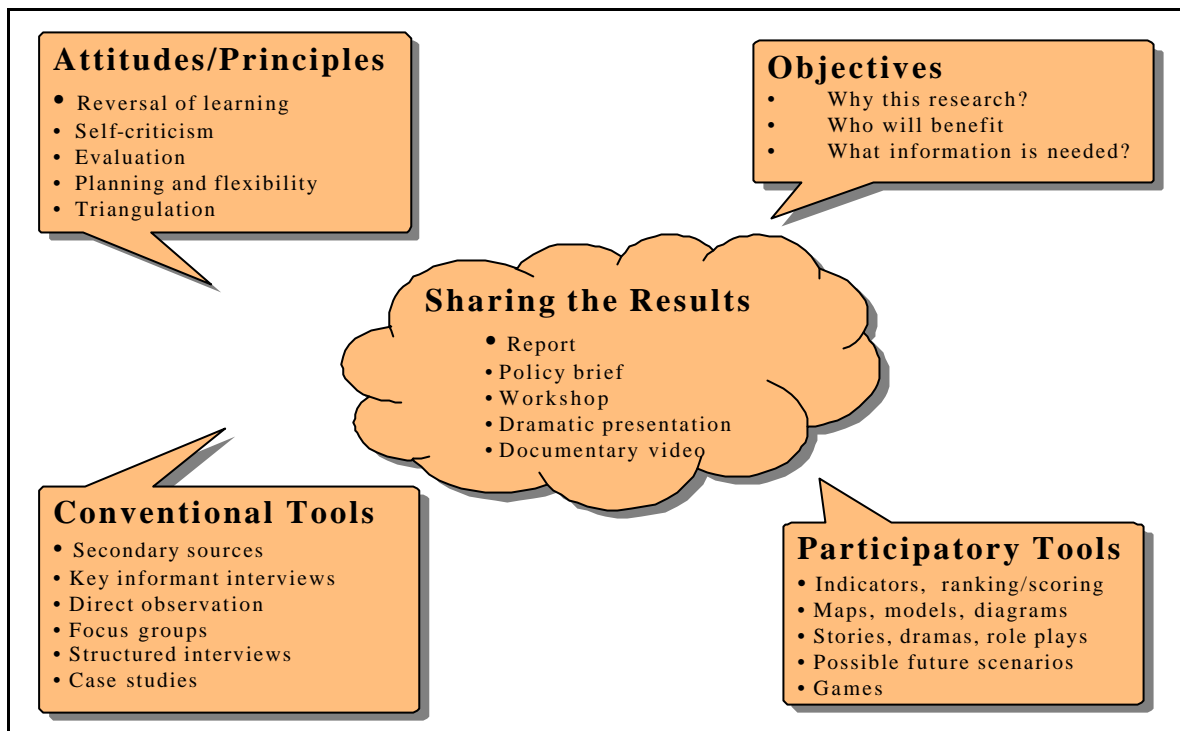 Attitudes/Principles
• Reversal of learning
• Self-criticism
• Evaluation
• Planning and flexibility
• Triangulation
Objectives
• Why this research?
• Who will benefit
• What information is needed?
Sharing the Results
• Report
• Policy brief
• Workshop
• Dramatic presentation
• Documentary video
Conventional Tools
• Secondary sources
• Key informant interviews
• Direct observation
• Focus groups
• Structured interviews
• Case studies
Participatory Tools
• Indicators, ranking/scoring
• Maps, models, diagrams
• Stories, dramas, role plays
• Possible future scenarios
• Games